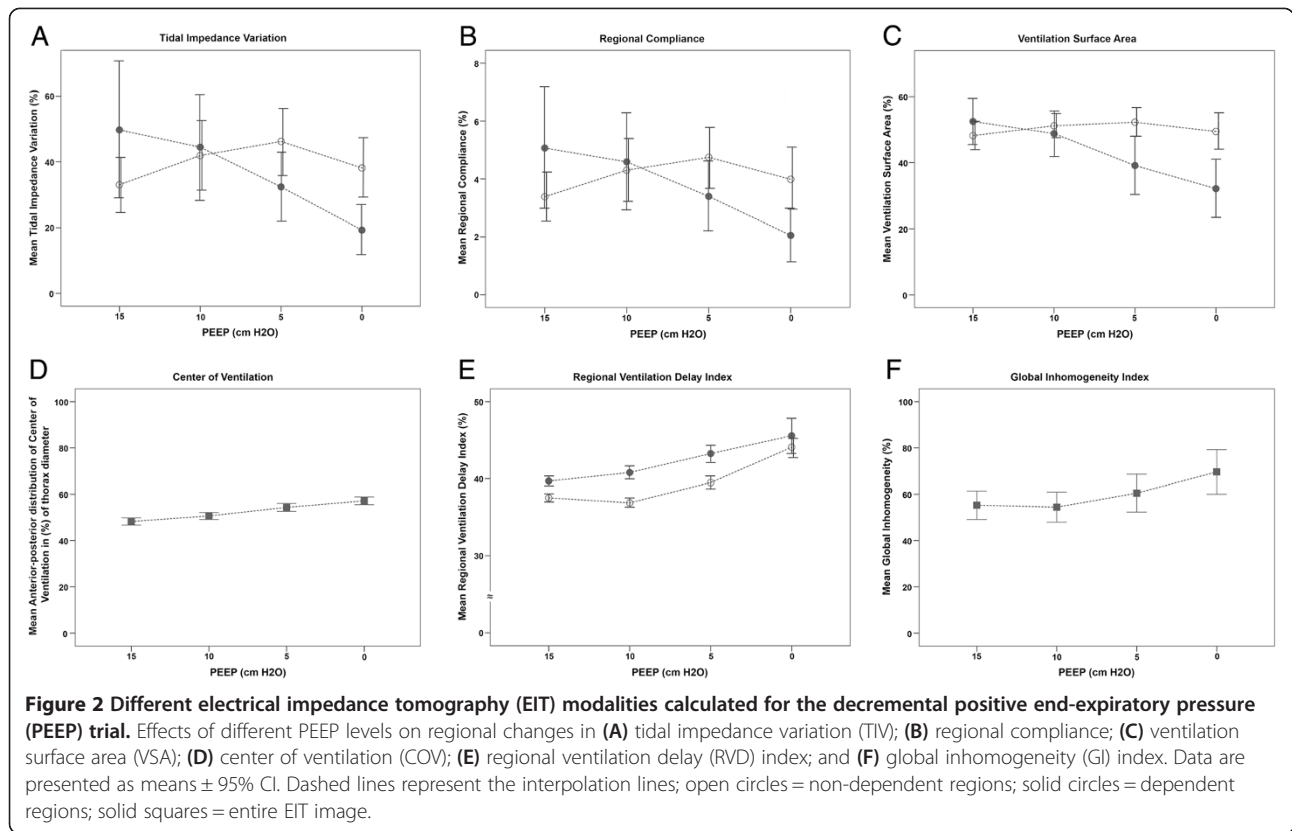 A
Tidal Impedance Variation
Mean Tidal Impedance Variation (%)
60
40
20
0
15 10 5 0
PEEP (cm H2O)
B
Regional Compliance
Mean Regional Compliance (%)
8
6
4
2
0
15 10 5 0
PEEP (cm H2O)
C
Ventilation Surface Area
Mean Ventilation Surface Area (%)
60
40
20
0
15 10 5 0
PEEP (cm H2O)
D
Center of Ventilation
Mean Anterior-posterior distribution of Center of
Ventilation in (%) of thorax diameter
100
80
60
40
20
0
15 10 5 0
PEEP (cm H2O)
E
Regional Ventilation Delay Index
Mean Regional Ventilation Delay Index (%)
50
40
30
≈
0
15 10 5 0
PEEP (cm H2O)
F
Global Inhomogeneity Index
Mean Global Inhomogeneity (%)
100
80
60
40
20
0
15 10 5 0
PEEP (cm H2O)
Figure 2 Different electrical impedance tomography (EIT) modalities calculated for the decremental positive end-expiratory pressure
(PEEP) trial. Effects of different PEEP levels on regional changes in (A) tidal impedance variation (TIV); (B) regional compliance; (C) ventilation
surface area (VSA); (D) center of ventilation (COV); (E) regional ventilation delay (RVD) index; and (F) global inhomogeneity (GI) index. Data are
presented as means ± 95% CI. Dashed lines represent the interpolation lines; open circles = non-dependent regions; solid circles = dependent
regions; solid squares = entire EIT image.